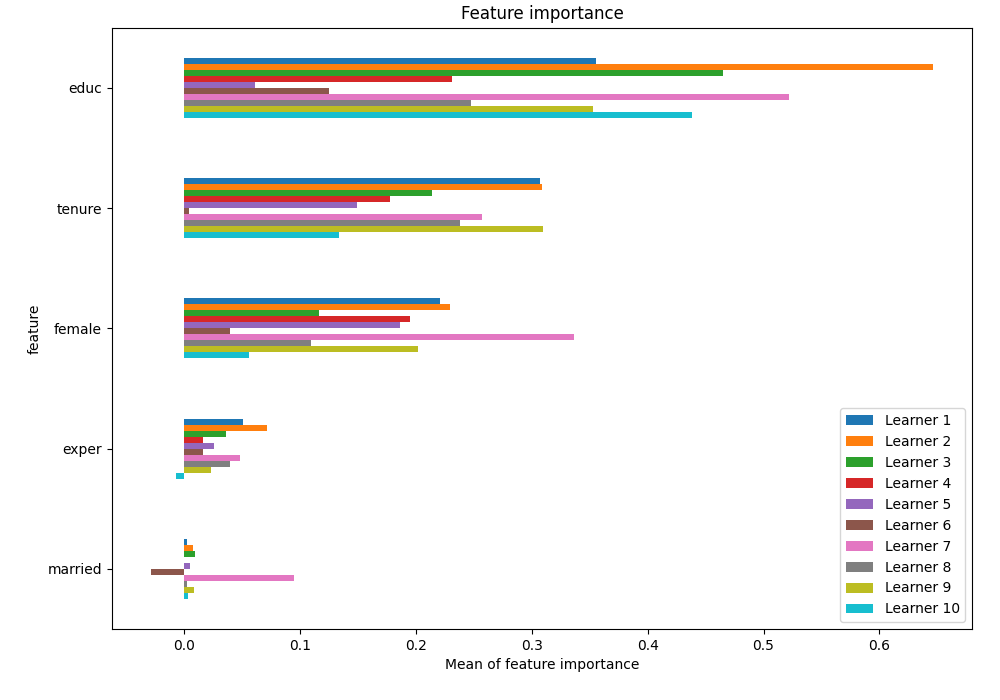 Feature importance
educ
tenure
female
exper
married
feature
0.0
0.1
0.2
0.3
0.4
0.5
0.6
Mean of feature importance
Learner 1
Learner 2
Learner 3
Learner 4
Learner 5
Learner 6
Learner 7
Learner 8
Learner 9
Learner 10